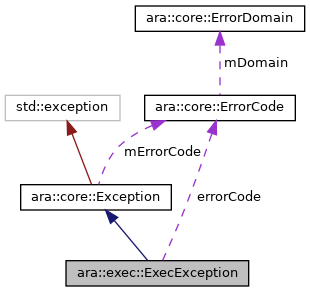 ara::core::ErrorDomain
mDomain
std::exception
ara::core::ErrorCode
mErrorCode
ara::core::Exception
errorCode
ara::exec::ExecException